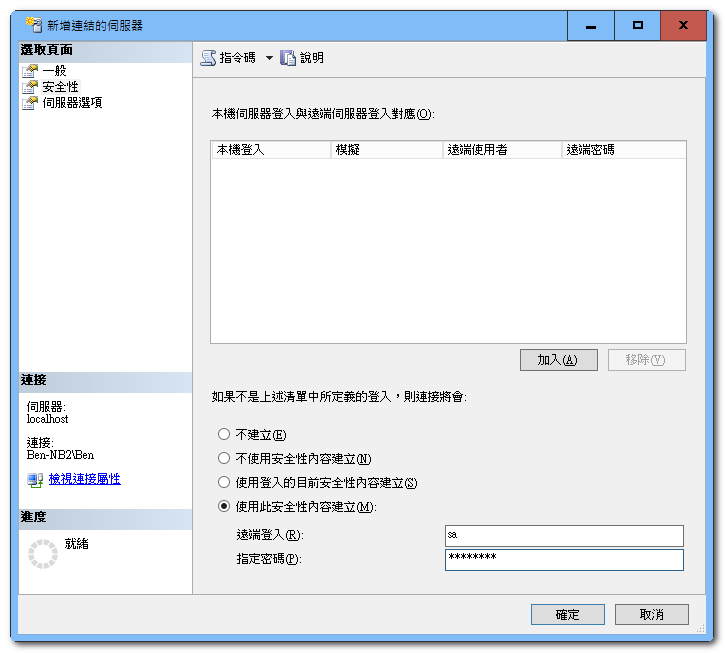 新增連結的伺服器
選取頁面
一般
安全性
伺服器選項
指令碼 說明
本機伺服器登入與遠端伺服器登入對應(O):
本機登入 模擬 遠端使用者 遠端密碼
加入(A) 移除(V)
如果不是上述清單中所定義的登入，則連接將會:
不建立(E)
不使用安全性內容建立(N)
使用登入的目前安全性內容建立(S)
使用此安全性內容建立(M):
遠端登入(R): sa
指定密碼(P): ********
連接
伺服器:
localhost
連接:
Ben-NB2\Ben
檢視連接屬性
進度
就緒
確定 取消